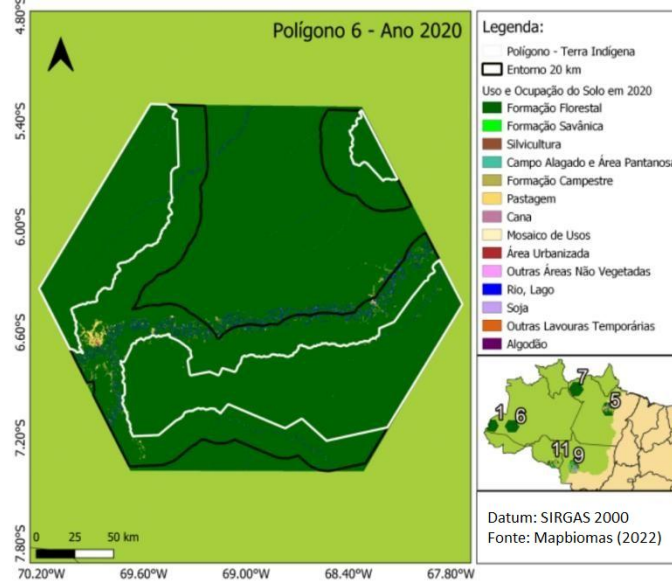 Polígono 6 - Ano 2020
4.80°S
5.40°S
6.00°S
6.60°S
7.20°S
7.80°S
0 25 50 km
70.20°W 69.60°W 69.00°W 68.40°W 67.80°W
Legenda:
Polígono - Terra Indígena
Entorno 20 km
Uso e Ocupação do Solo em 2020
Formação Florestal
Formação Savânica
Silvicultura
Campo Alagado e Área Pantanosa
Formação Campestre
Pastagem
Cana
Mosaico de Usos
Área Urbanizada
Outras Áreas Não Vegetadas
Rio, Lago
Soja
Outras Lavouras Temporárias
Algodão
7
5
1 6
11 9
Datum: SIRGAS 2000
Fonte: Mapbiomas (2022)